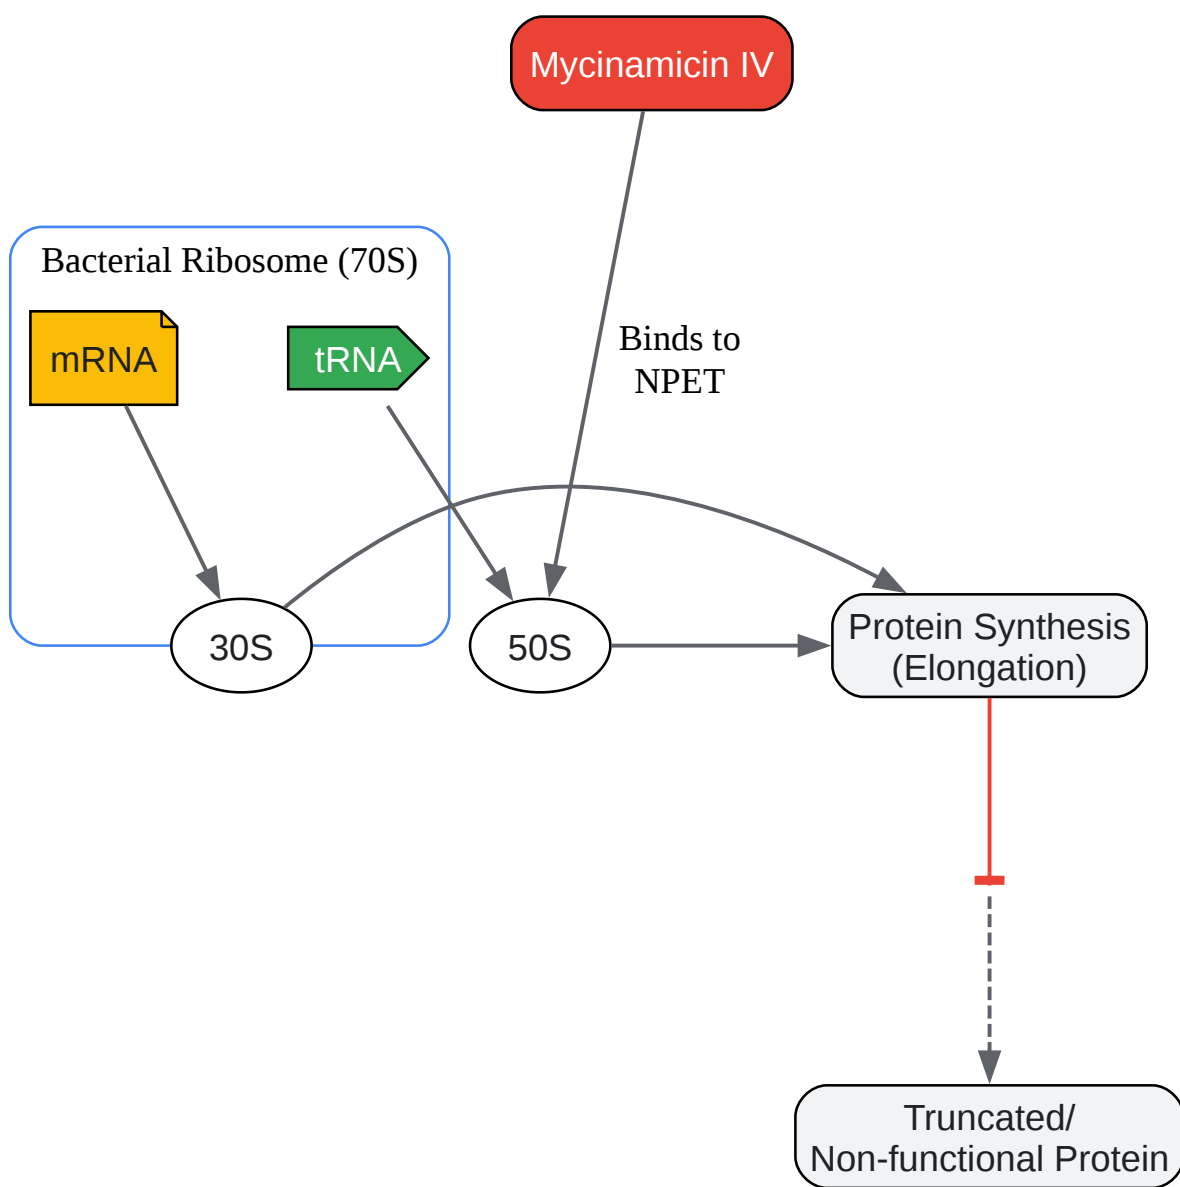 Mycinamicin IV
Bacterial Ribosome (70S)
mRNA
tRNA
Binds to
NPET
30S
50S
Protein Synthesis
(Elongation)
Truncated/
Non-functional Protein